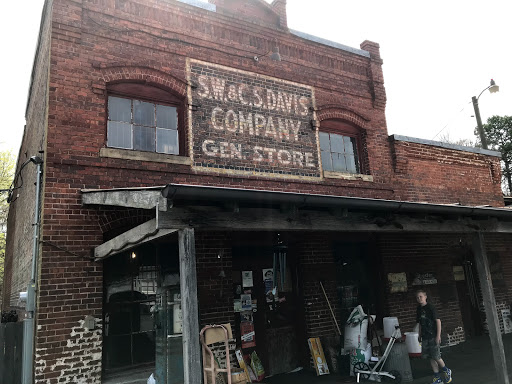 S.W. & C.S. DAVIS
COMPANY
GEN. STORE